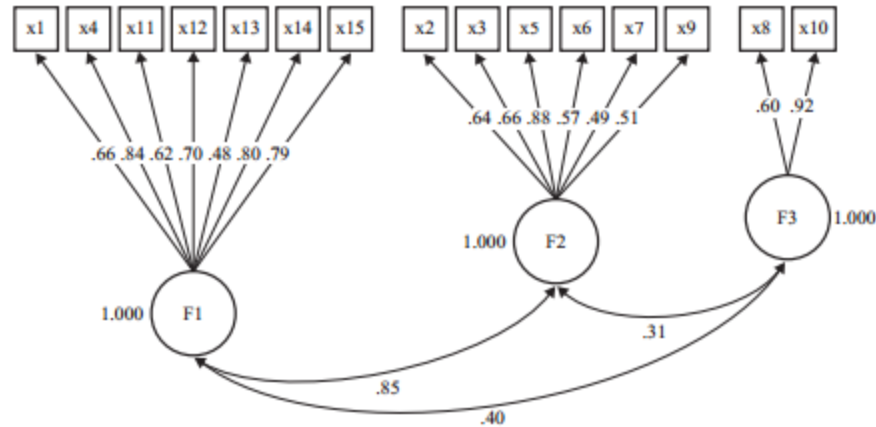 x1 x4 x11 x12 x13 x14 x15 x2 x3 x5 x6 x7 x9 x8 x10
.60 .92
.64 .66 .88 .57 .49 .51
.66 .84 .62 .70 .48 .80 .79
F3 1.000
1.000 F2
1.000 F1
.31
.85
.40